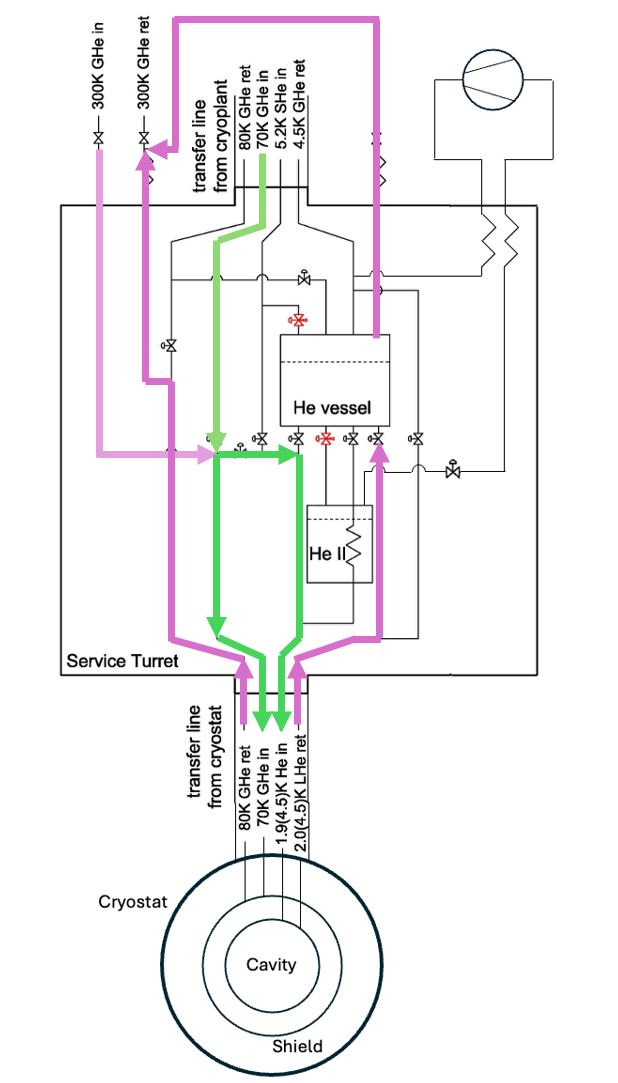 300K GHe in
300K GHe ret
transfer line
from cryoplant
80K GHe ret
70K GHe in
5.2K SHe in
4.5K GHe ret
He vessel
He II
Service Turret
transfer line
from cryostat
80K GHe ret
70K GHe in
1.9(4.5)K He in
2.0(4.5)K LHe ret
Cryostat
Cavity
Shield